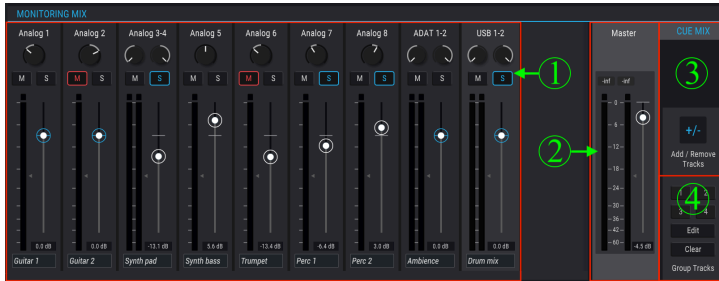 MONITORING MIX
Analog 1 Analog 2 Analog 3-4 Analog 5 Analog 6 Analog 7 Analog 8 ADAT 1-2 USB 1-2 Master CUE MIX
M S M S M S M S M S M S M S M S M S
1
-inf -inf
3
0
5
+/-
2
12
Add / Remove
Tracks
18
4
1 2
3 4
24
30
36
42
60
Edit
0.0 dB 0.0 dB -13.1 dB 5.6 dB -13.4 dB -6.4 dB 3.0 dB 0.0 dB 0.0 dB -4.5 dB Clear
Guitar 1 Guitar 2 Synth pad Synth bass Trumpet Perc 1 Perc 2 Ambience Drum mix Group Tracks